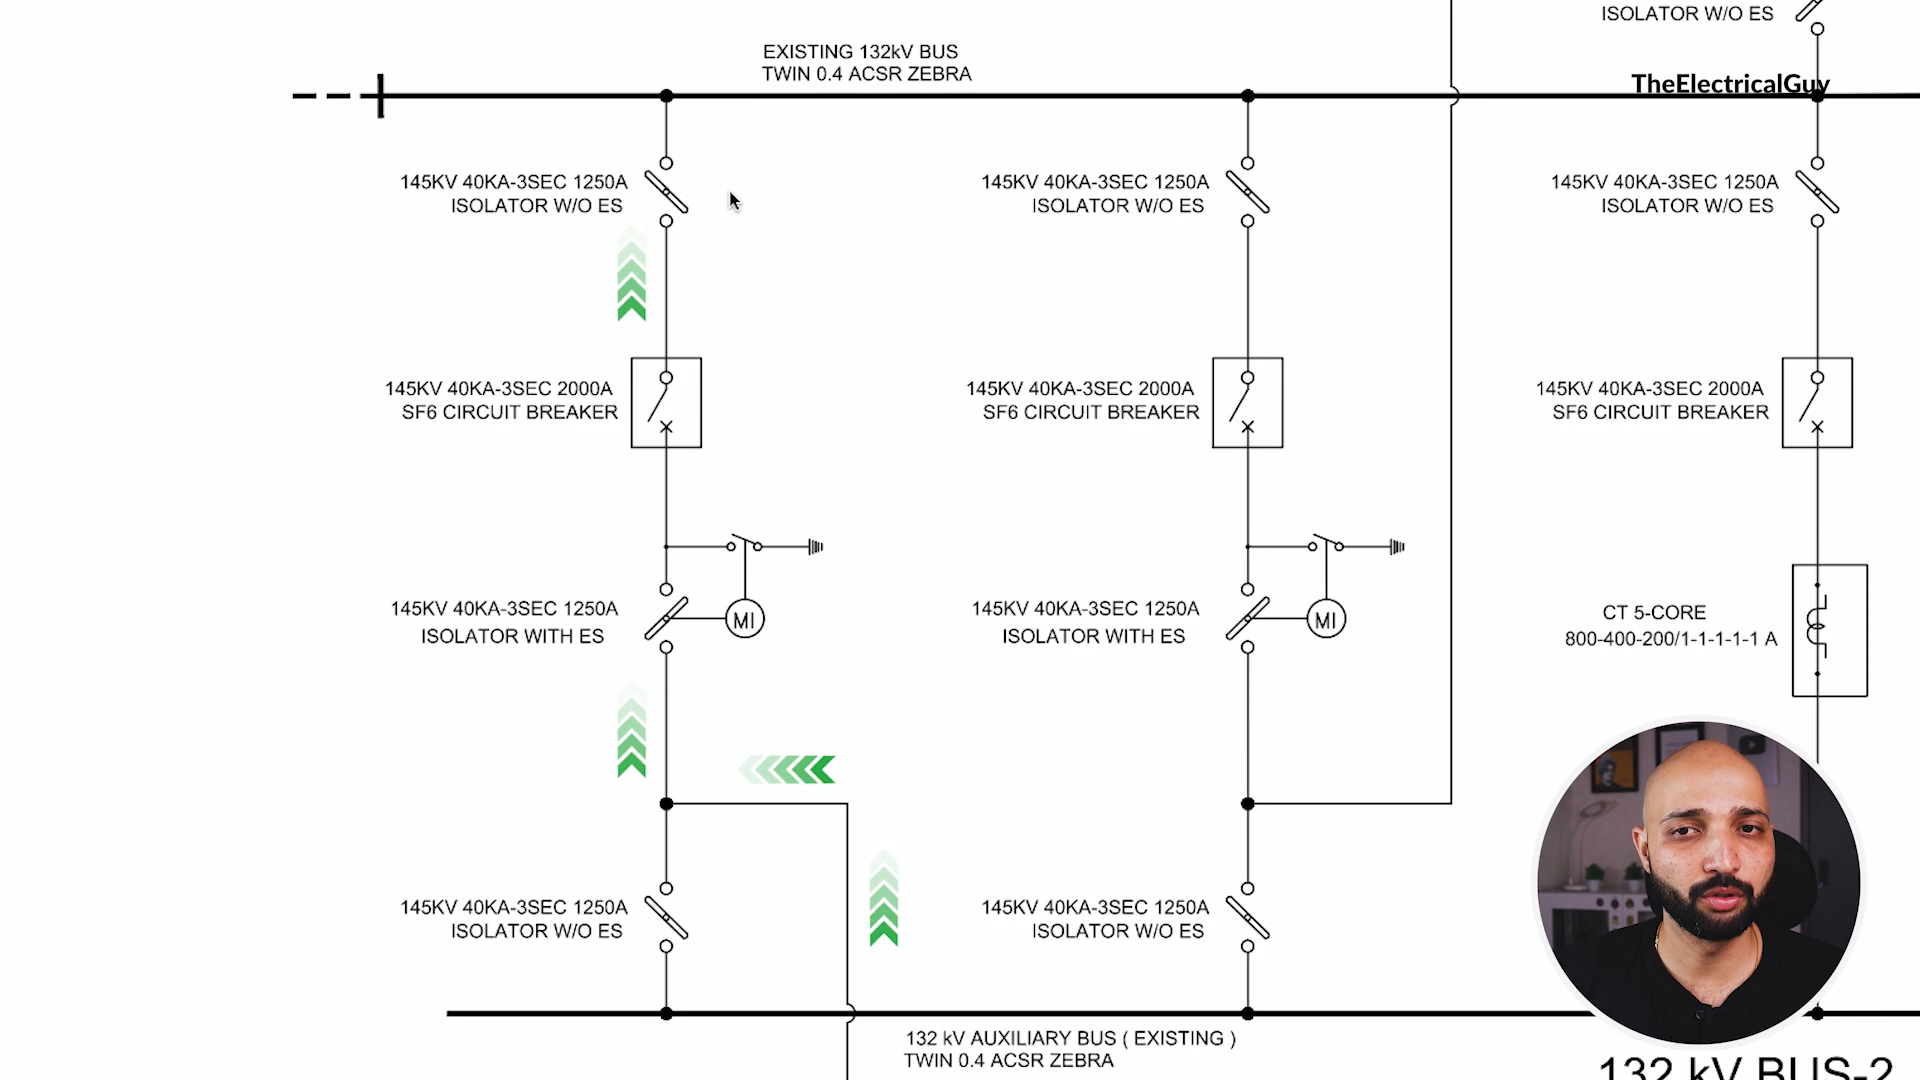 ISOLATOR W/O ES
EXISTING 132kV BUS
TWIN 0.4 ACSR ZEBRA
TheElectricalGuy
145KV 40KA-3SEC 1250A
ISOLATOR W/O ES
145KV 40KA-3SEC 1250A
ISOLATOR W/O ES
145KV 40KA-3SEC 1250A
ISOLATOR W/O ES
145KV 40KA-3SEC 2000A
SF6 CIRCUIT BREAKER
145KV 40KA-3SEC 2000A
SF6 CIRCUIT BREAKER
145KV 40KA-3SEC 2000A
SF6 CIRCUIT BREAKER
145KV 40KA-3SEC 1250A
ISOLATOR WITH ES
MI
145KV 40KA-3SEC 1250A
ISOLATOR WITH ES
MI
CT 5-CORE
800-400-200/1-1-1-1-1 A
145KV 40KA-3SEC 1250A
ISOLATOR W/O ES
145KV 40KA-3SEC 1250A
ISOLATOR W/O ES
132 kV AUXILIARY BUS ( EXISTING )
TWIN 0.4 ACSR ZEBRA
132 kV BUS-2